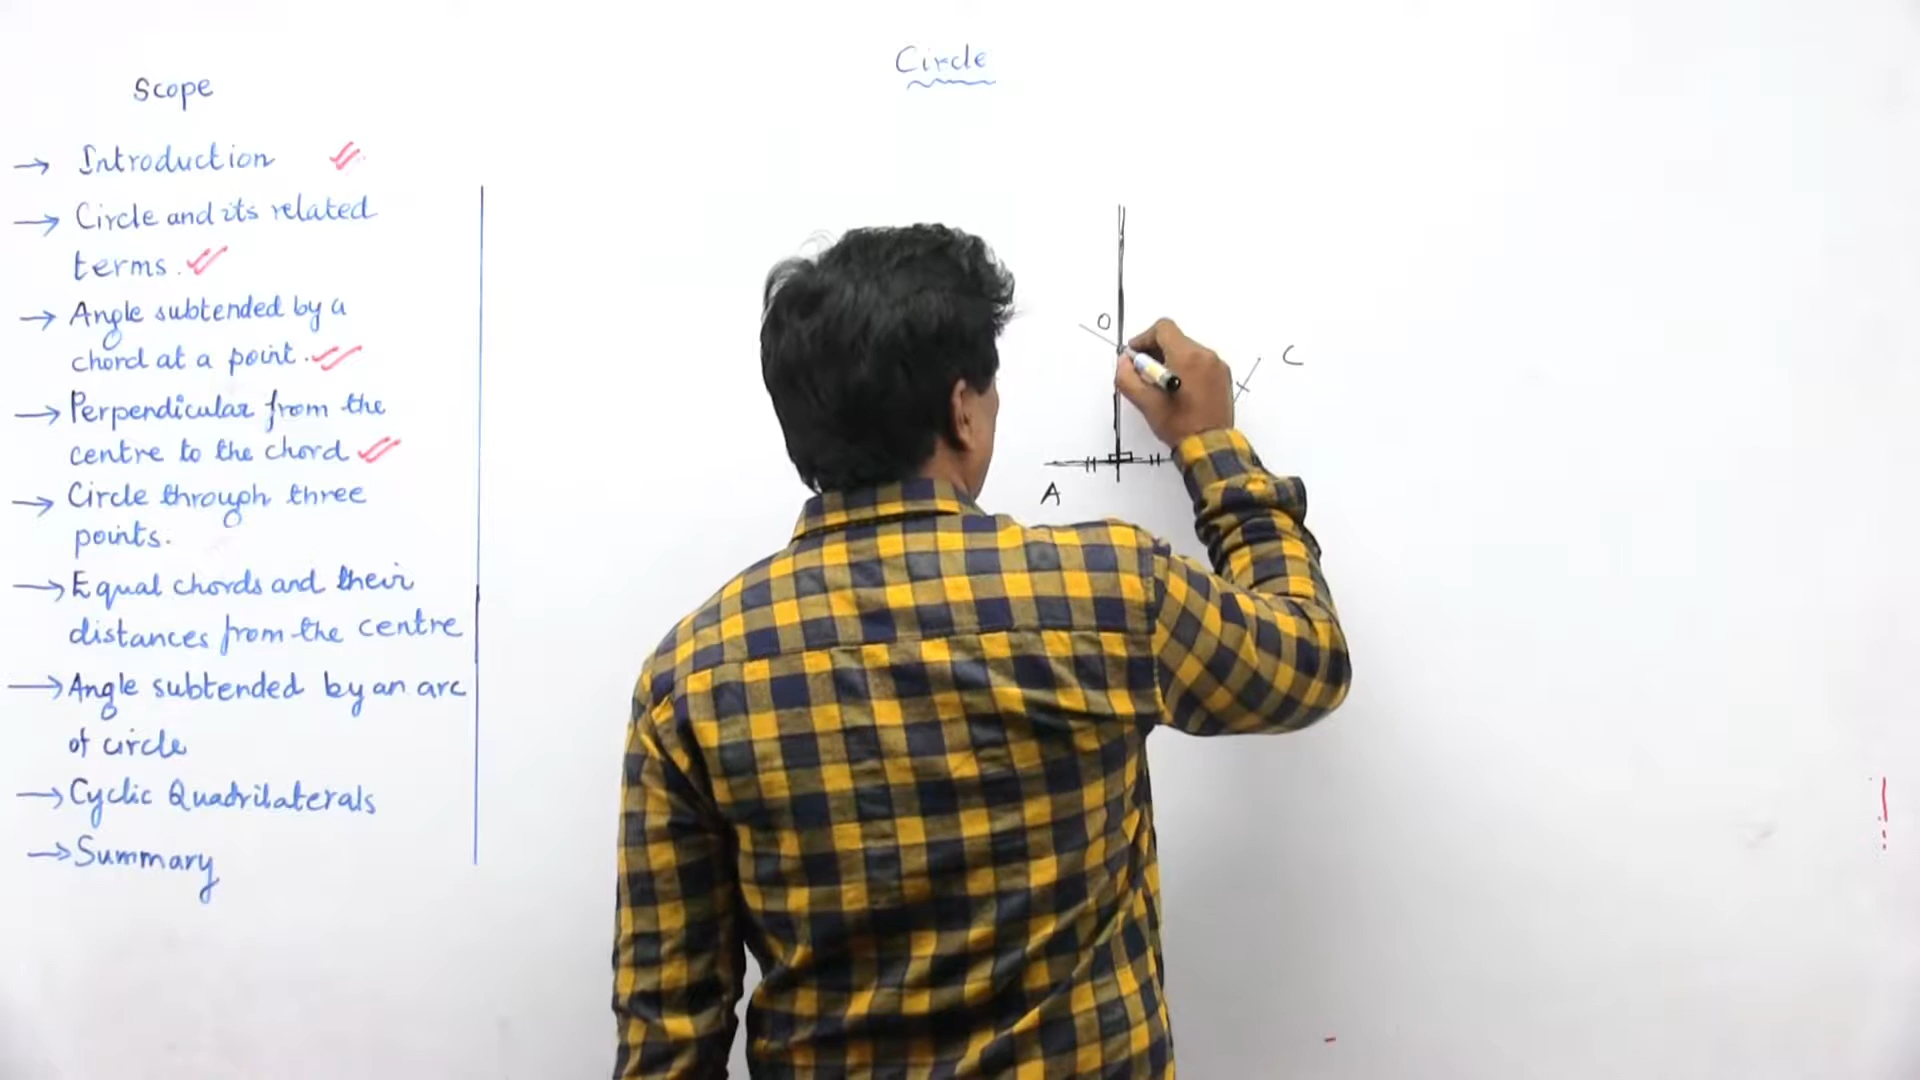 Circle
Scope
→ Introduction
→ Circle and its related
terms.
→ Angle subtended by a
chord at a point.
→ Perpendicular from the
centre to the chord
→ Circle through three
points.
→ Equal chords and their
distances from the centre
→ Angle subtended by an arc
of circle
→ Cyclic Quadrilaterals
→ Summary
O
C
A